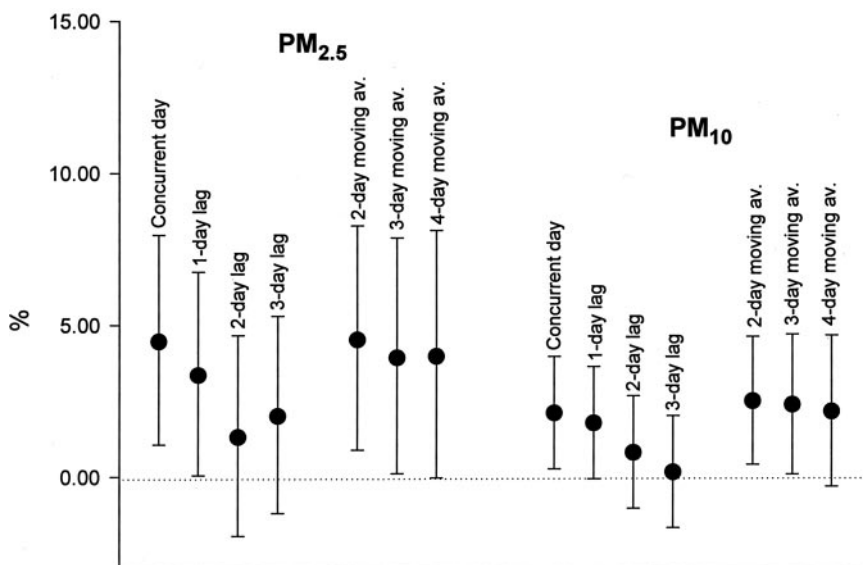 15.00
10.00
5.00
0.00
%
PM2.5
Concurrent day
1-day lag
2-day lag
3-day lag
2-day moving av.
3-day moving av.
4-day moving av.
PM10
Concurrent day
1-day lag
2-day lag
3-day lag
2-day moving av.
3-day moving av.
4-day moving av.